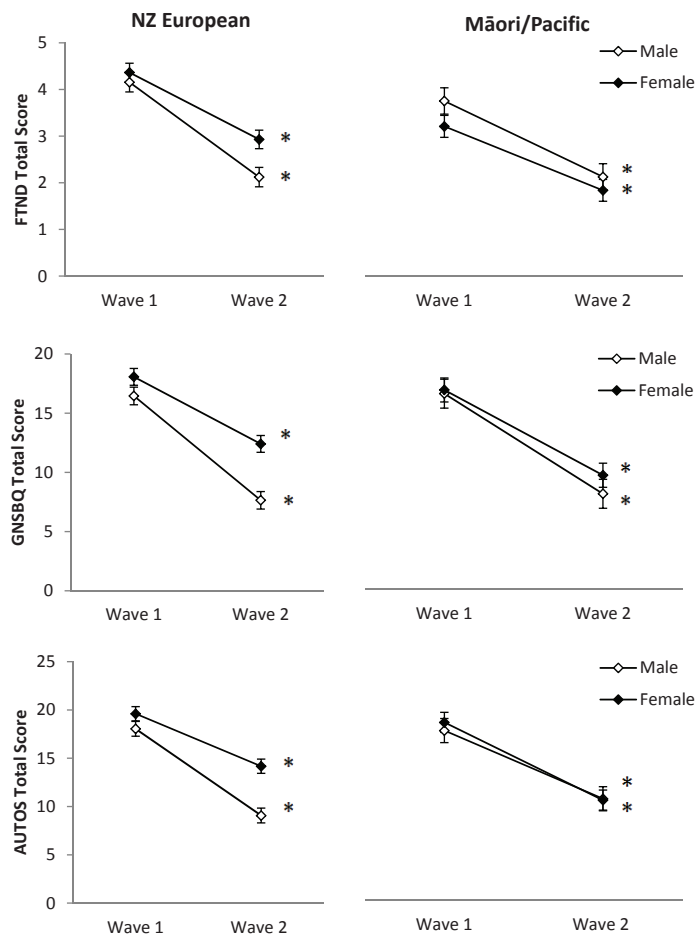 NZ European
Māori/Pacific
FTND Total Score
5
4
3
2
1
0
Wave 1
Wave 2
*
*
Male
Female
*
*
Wave 1
Wave 2
GNSBQ Total Score
20
15
10
5
0
Wave 1
Wave 2
*
*
Male
Female
*
*
Wave 1
Wave 2
AUTOS Total Score
25
20
15
10
5
0
Wave 1
Wave 2
*
*
Male
Female
*
*
Wave 1
Wave 2